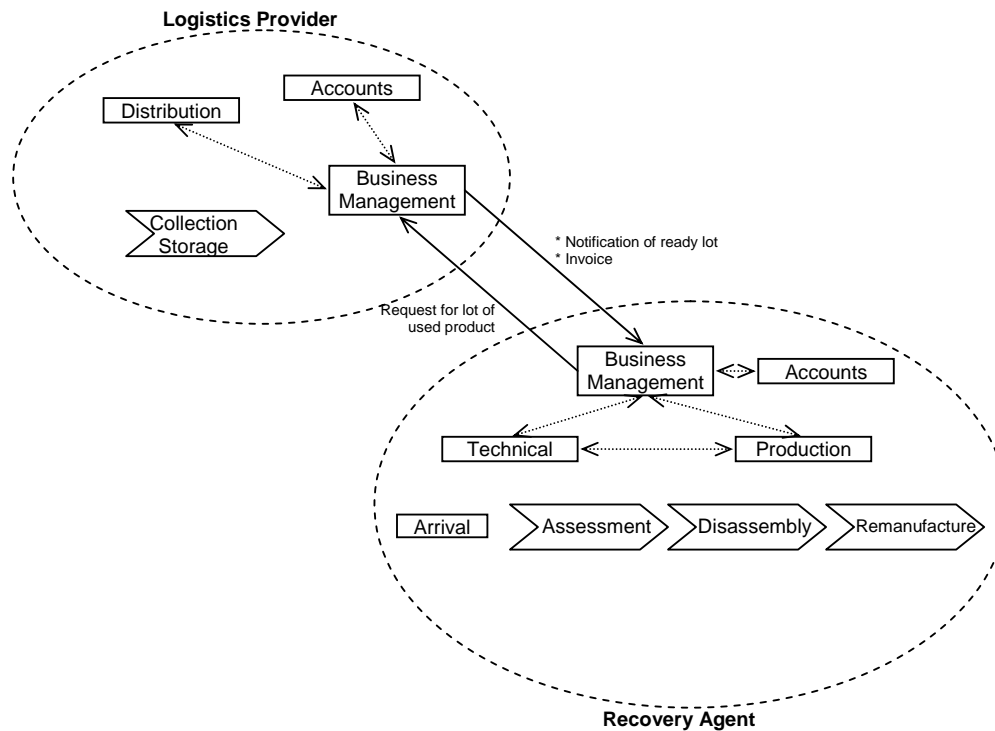 Logistics Provider
Accounts
Distribution
Business
Management
Collection
Storage
* Notification of ready lot
* Invoice
Request for lot of
used product
Business
Management
Accounts
Technical
Production
Arrival
Assessment
Disassembly
Remanufacture
Recovery Agent